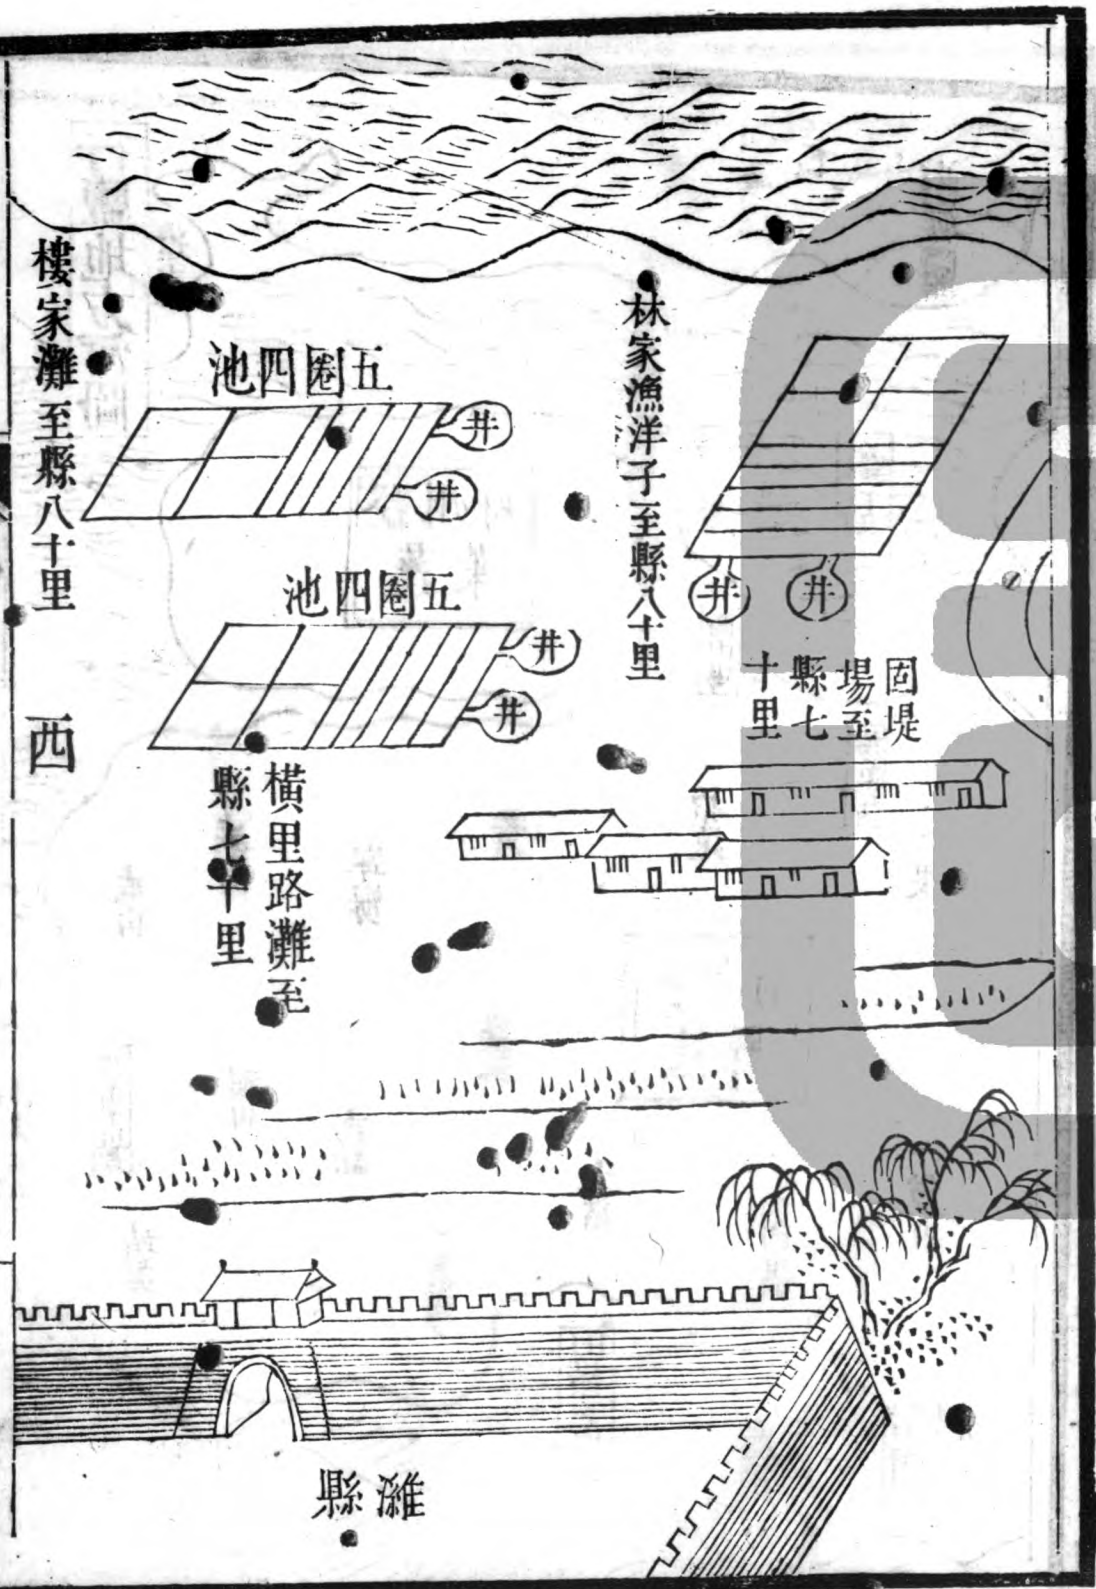 井
井
固堤
場至
縣七
十里
林家漁洋子至縣八十里
五圈四池
井
井
五圈四池
井
井
橫里路灘至
縣七十里
樓家灘至縣八十里
西
濰縣